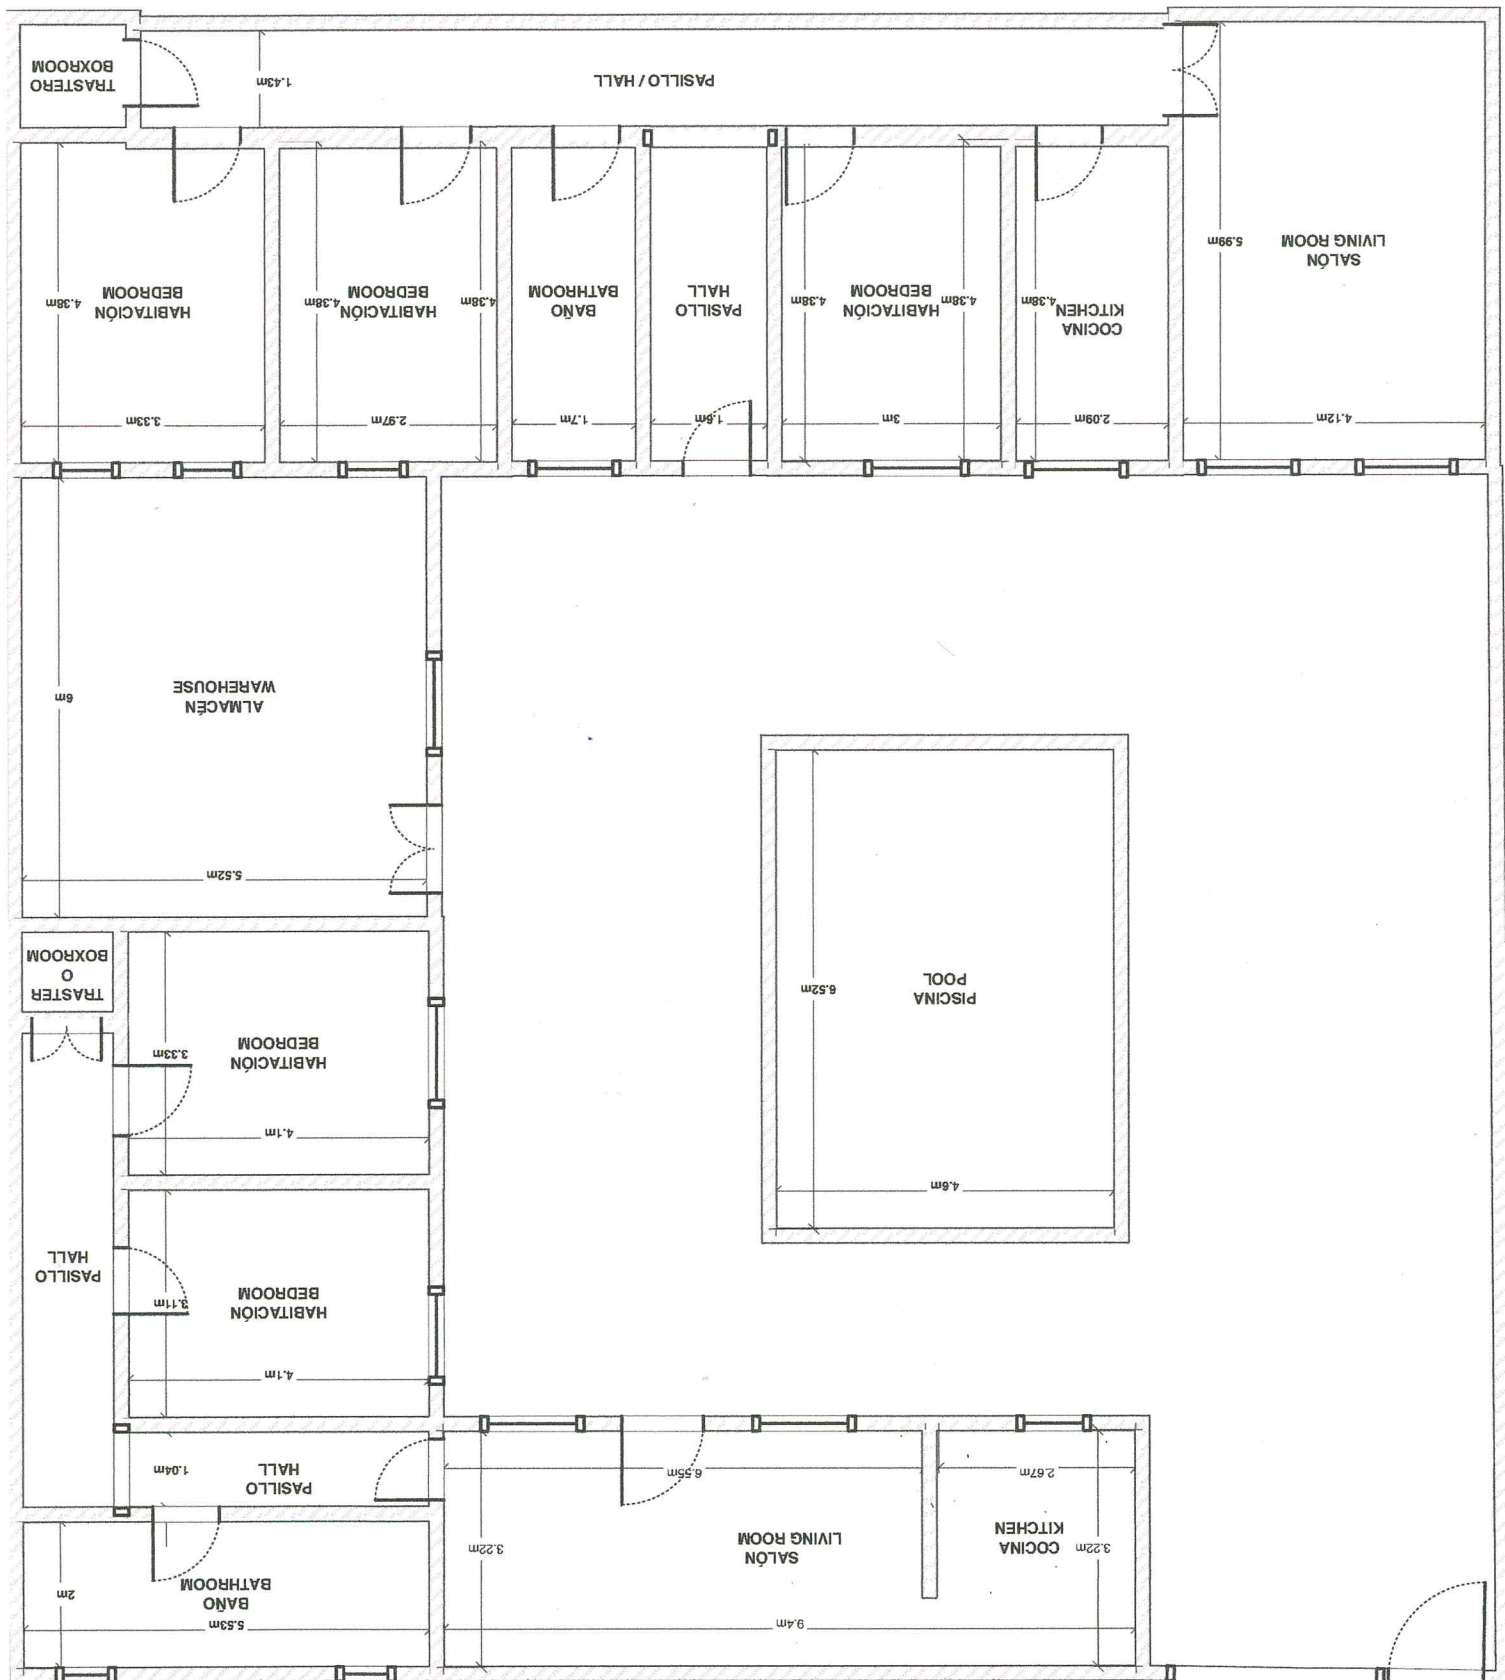 9.4m
COCINA
KITCHEN
3.22m
2.67m
SALÓN
LIVING ROOM
3.22m
6.55m
5.53m
BAÑO
BATHROOM
2m
PASILLO
HALL
1.04m
4.1m
HABITACIÓN
BEDROOM
3.11m
PASILLO
HALL
4.1m
HABITACIÓN
BEDROOM
3.33m
TRASTER
O
BOXROOM
4.6m
PISCINA
POOL
6.52m
5.52m
ALMACÉN
WAREHOUSE
6m
4.12m
SALÓN
LIVING ROOM
5.99m
2.09m
COCINA
KITCHEN
4.38m
3m
4.38m
HABITACIÓN
BEDROOM
4.38m
1.6m
PASILLO
HALL
1.7m
BAÑO
BATHROOM
2.97m
4.38m
HABITACIÓN
BEDROOM
4.38m
3.33m
HABITACIÓN
BEDROOM
4.38m
PASILLO / HALL
1.43m
TRASTERO
BOXROOM